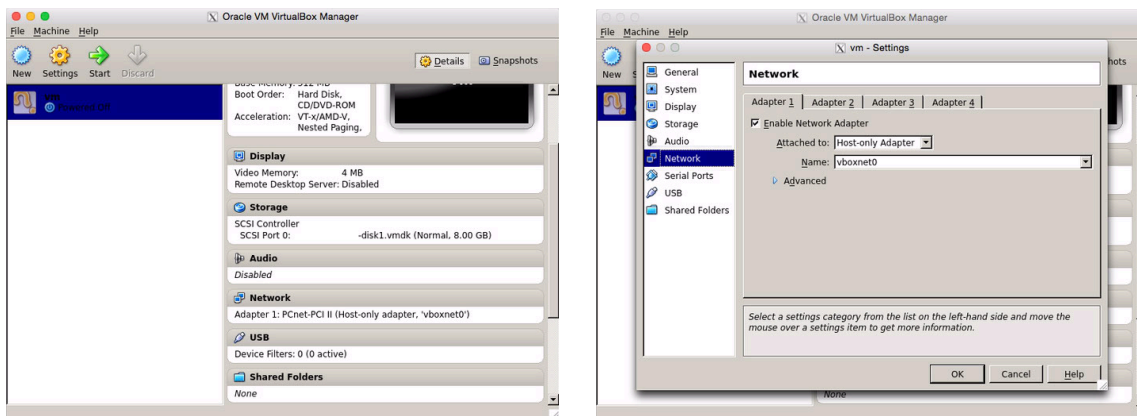 Oracle VM VirtualBox Manager
File Machine Help
New Settings Start Discard
Details Snapshots
vm
Powered Off
Base Memory: 512 MB
Boot Order: Hard Disk,
CD/DVD-ROM
Acceleration: VT-x/AMD-V,
Nested Paging,
Display
Video Memory: 4 MB
Remote Desktop Server: Disabled
Storage
SCSI Controller
SCSI Port 0: -disk1.vmdk (Normal, 8.00 GB)
Audio
Disabled
Network
Adapter 1: PCnet-PCI II (Host-only adapter, 'vboxnet0')
USB
Device Filters: 0 (0 active)
Shared Folders
None
Oracle VM VirtualBox Manager
File Machine Help
New
vm - Settings
General
System
Display
Storage
Audio
Network
Serial Ports
USB
Shared Folders
Network
Adapter 1 Adapter 2 Adapter 3 Adapter 4
Enable Network Adapter
Attached to: Host-only Adapter
Name: vboxnet0
Advanced
Select a settings category from the list on the left-hand side and move the
mouse over a settings item to get more information.
OK Cancel Help
None